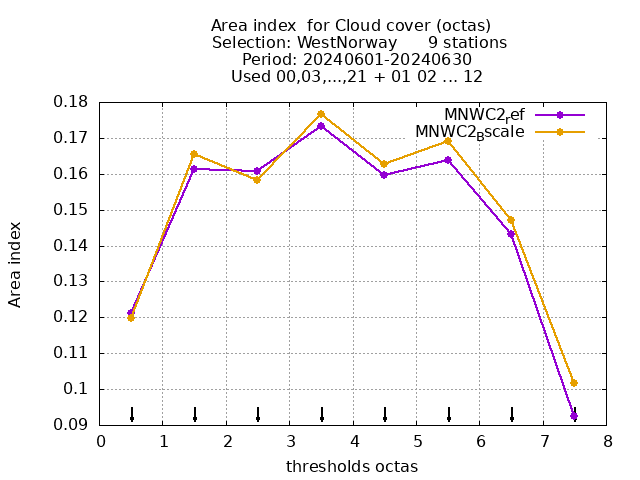 Area index  for Cloud cover (octas)
Selection: WestNorway      9 stations
Period: 20240601-20240630
Used 00,03,...,21 + 01 02 ... 12
MNWC2ref
MNWC2Bscale
0.18
0.17
0.16
0.15
0.14
0.13
0.12
0.11
0.1
0.09
Area index
0 1 2 3 4 5 6 7 8
thresholds octas